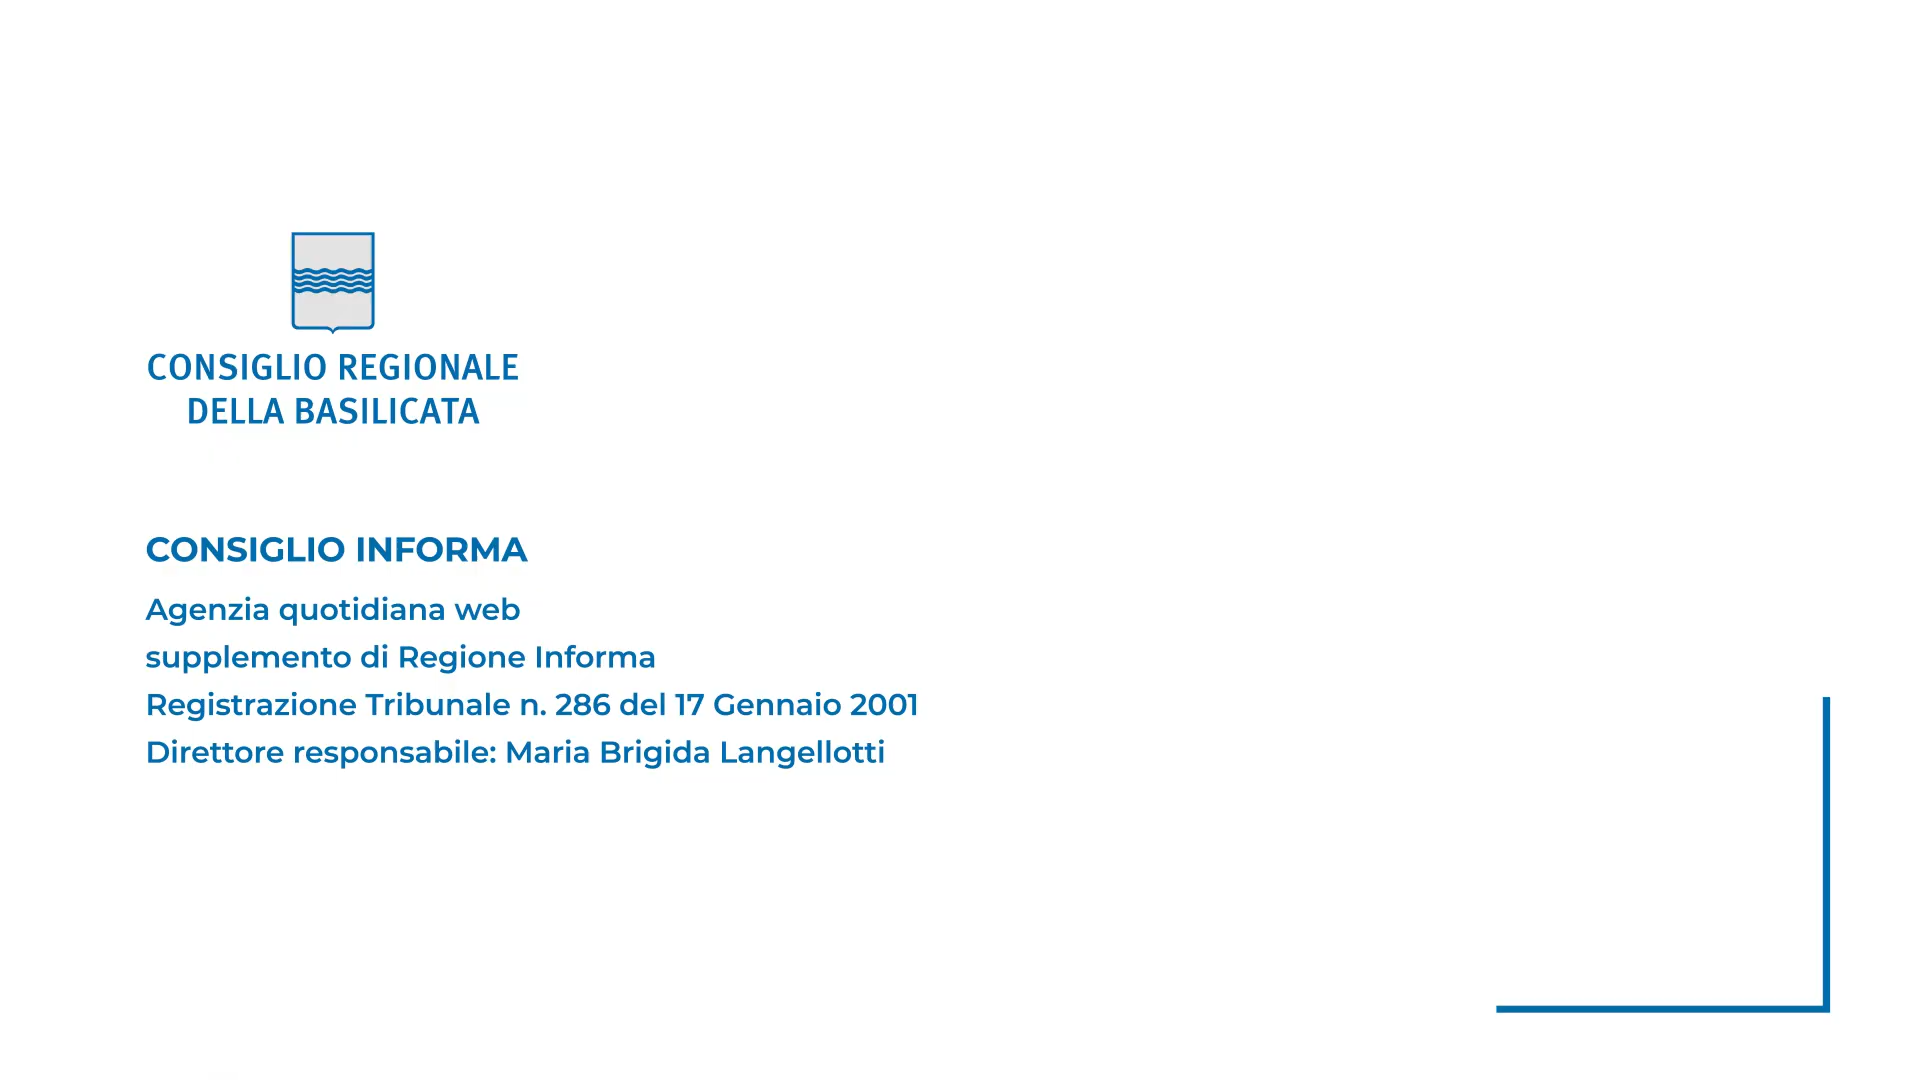 CONSIGLIO REGIONALE
DELLA BASILICATA
CONSIGLIO INFORMA
Agenzia quotidiana web
supplemento di Regione Informa
Registrazione Tribunale n. 286 del 17 Gennaio 2001
Direttore responsabile: Maria Brigida Langellotti